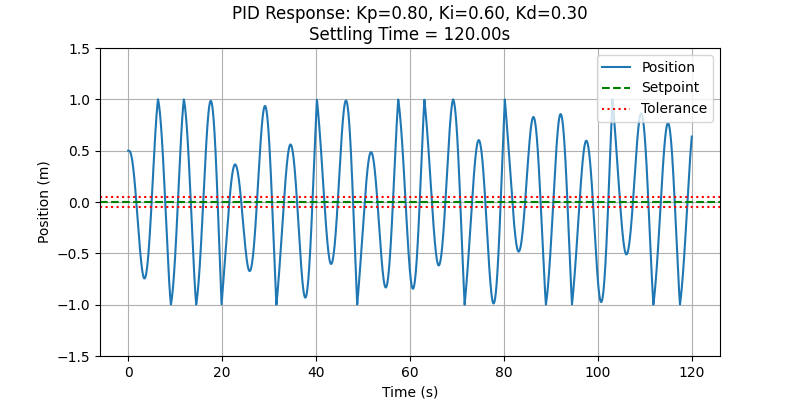 PID Response: Kp=0.80, Ki=0.60, Kd=0.30
Settling Time = 120.00s
1.5
1.0
0.5
0.0
−0.5
−1.0
−1.5
Position (m)
Position
Setpoint
Tolerance
0
20
40
60
80
100
120
Time (s)